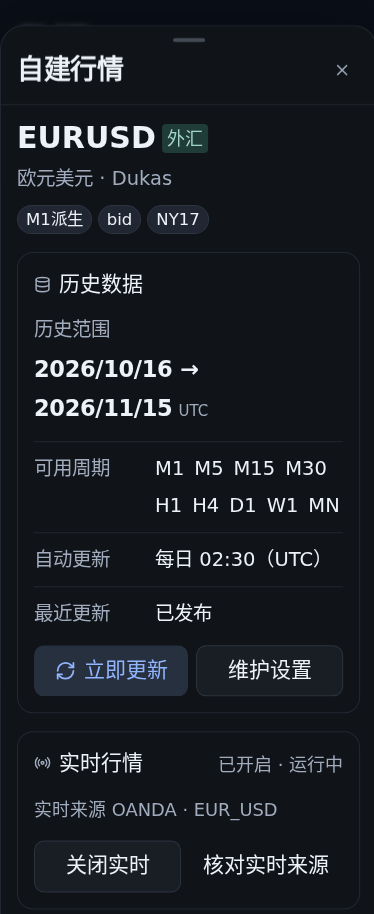 自建行情
×
EURUSD 外汇
欧元美元 · Dukas
M1派生 bid NY17
历史数据
历史范围
2026/10/16 →
2026/11/15 UTC
可用周期 M1 M5 M15 M30
H1 H4 D1 W1 MN
自动更新 每日 02:30（UTC）
最近更新 已发布
立即更新 维护设置
实时行情 已开启 · 运行中
实时来源 OANDA · EUR_USD
关闭实时 核对实时来源